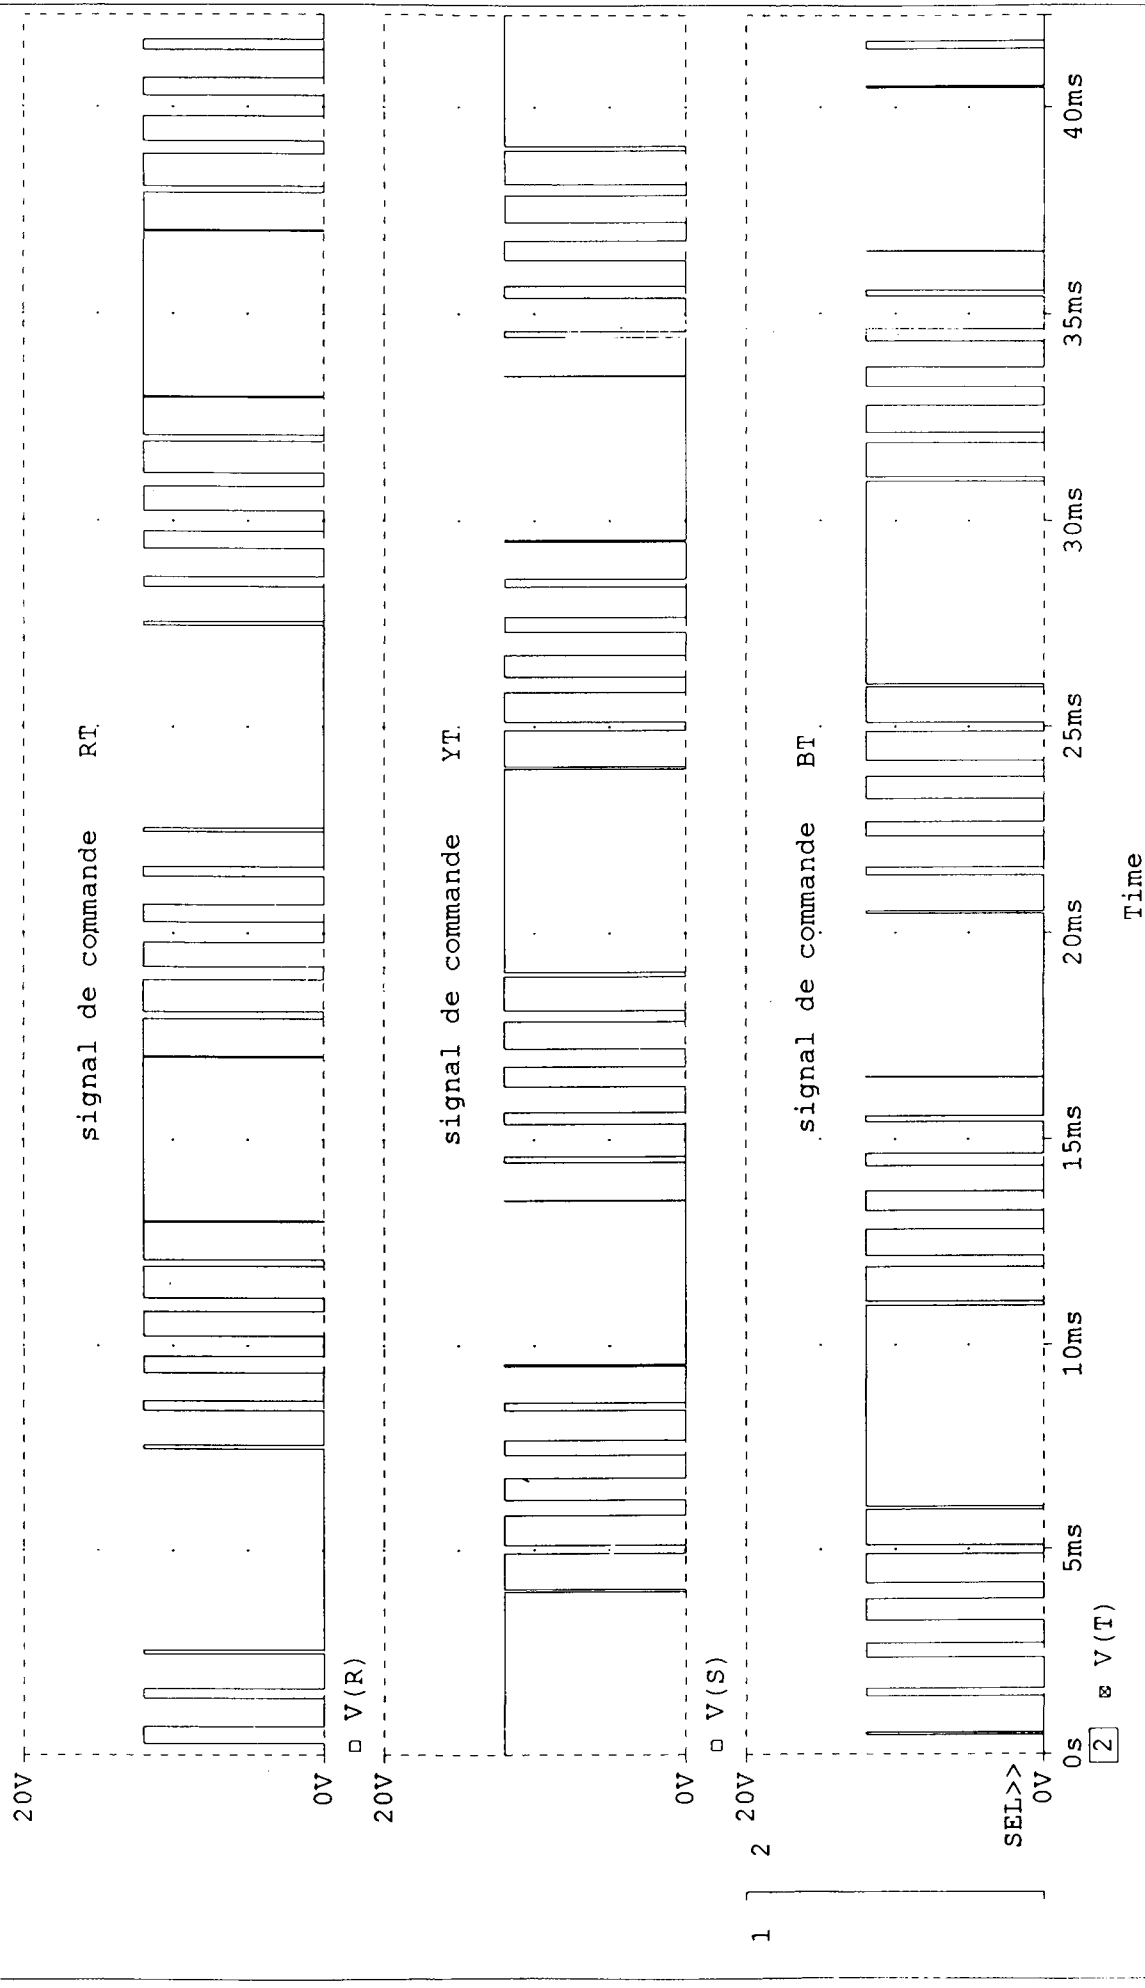 20V
signal de commande RT
0V
V(R)
20V
signal de commande YT
0V
V(S)
20V
signal de commande BT
SEL>>
0V
0s 5ms 10ms 15ms 20ms 25ms 30ms 35ms 40ms
1 2
2 V(T)
Time